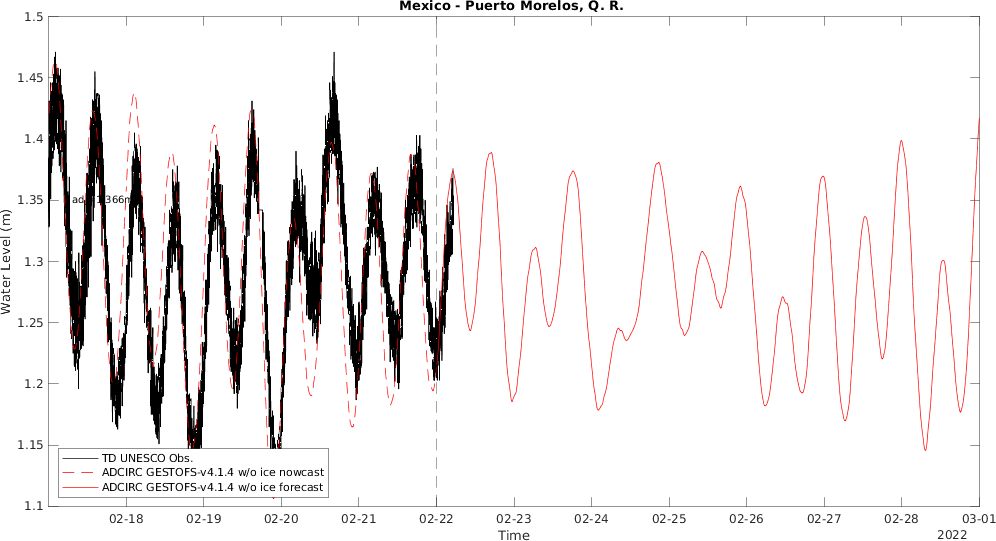 Mexico - Puerto Morelos, Q. R.
1.5
1.45
1.4
1.35
1.3
1.25
1.2
1.15
1.1
Water Level (m)
TD UNESCO Obs.
ADCIRC GESTOFS-v4.1.4 w/o ice nowcast
ADCIRC GESTOFS-v4.1.4 w/o ice forecast
02-18 02-19 02-20 02-21 02-22 02-23 02-24 02-25 02-26 02-27 02-28 03-01
Time
2022